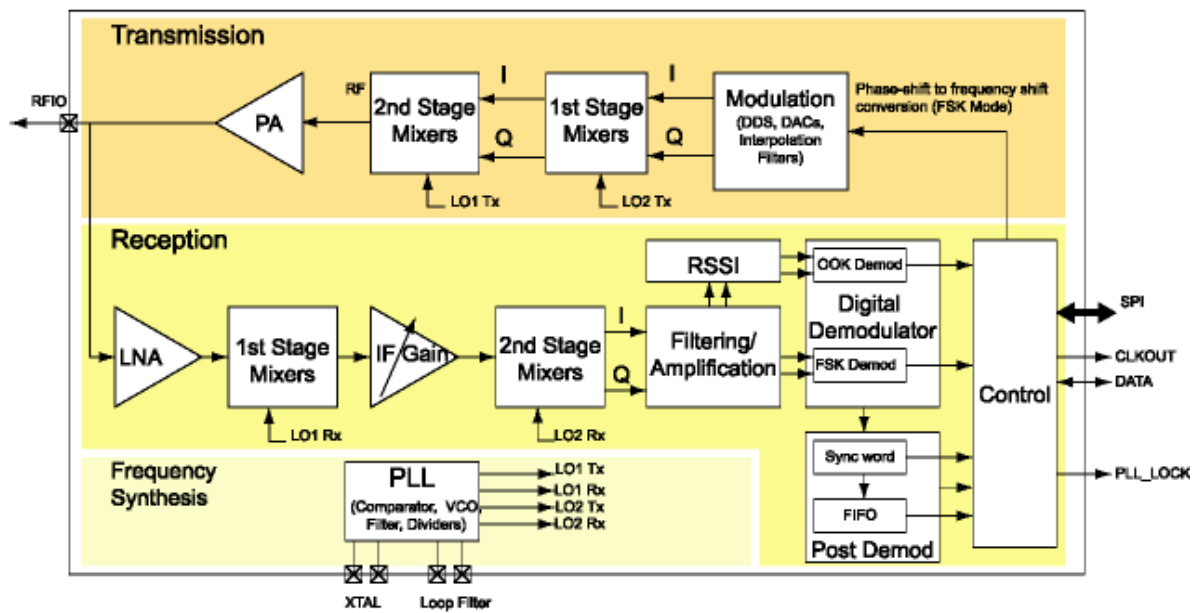 Transmission
RFIO
PA
RF
2nd Stage
Mixers
I
Q
1st Stage
Mixers
I
Q
Modulation
(DDS, DACs,
Interpolation
Filters)
Phase-shift to frequency shift
conversion (FSK Mode)
LO1 Tx
LO2 Tx
Reception
LNA
1st Stage
Mixers
IF Gain
2nd Stage
Mixers
I
Q
RSSI
Filtering/
Amplification
OOK Demod
Digital
Demodulator
FSK Demod
Control
SPI
CLKOUT
DATA
PLL_LOCK
LO1 Rx
LO2 Rx
Sync word
FIFO
Post Demod
Frequency
Synthesis
PLL
(Comparator, VCO,
Filter, Dividers)
LO1 Tx
LO1 Rx
LO2 Tx
LO2 Rx
XTAL
Loop Filter